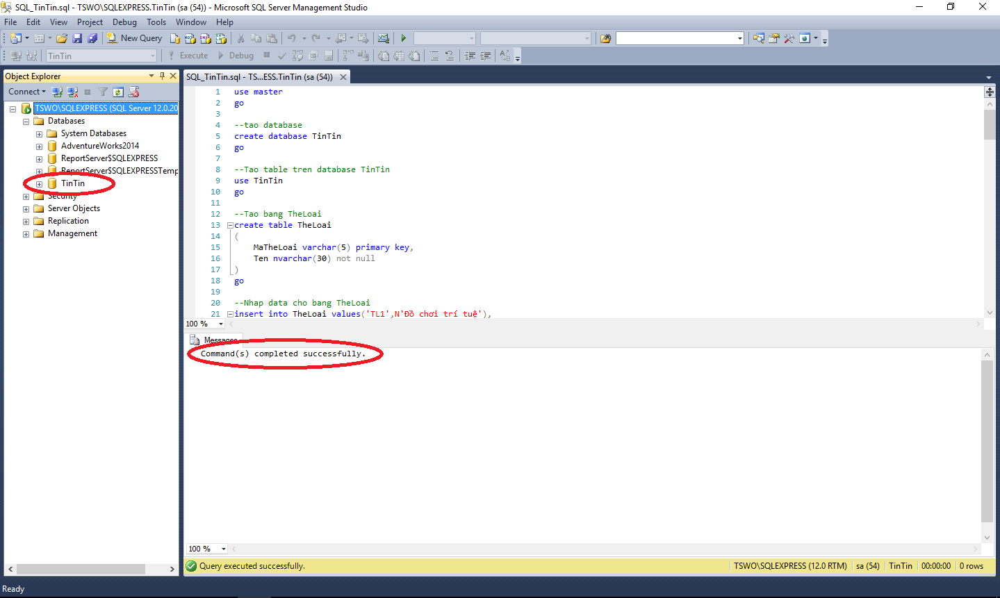 SQL_TinTin.sql - TSWO\SQLEXPRESS.TinTin (sa (54)) - Microsoft SQL Server Management Studio
File Edit View Project Debug Tools Window Help
New Query
TinTin Execute Debug
Object Explorer
Connect
TSWO\SQLEXPRESS (SQL Server 12.0.20
Databases
System Databases
AdventureWorks2014
ReportServer$SQLEXPRESS
ReportServer$SQLEXPRESSTemp
TinTin
Security
Server Objects
Replication
Management
SQL_TinTin.sql - TS...ESS.TinTin (sa (54))
1 use master
2 go
3
4 --tao database
5 create database TinTin
6 go
7
8 --Tao table tren database TinTin
9 use TinTin
10 go
11
12 --Tao bang TheLoai
13 create table TheLoai
14 (
15 MaTheLoai varchar(5) primary key,
16 Ten nvarchar(30) not null
17 )
18 go
19
20 --Nhap data cho bang TheLoai
21 insert into TheLoai values('TL1',N'Đồ chơi trí tuệ'),
100 %
Messages
Command(s) completed successfully.
100 %
Query executed successfully. TSWO\SQLEXPRESS (12.0 RTM) sa (54) TinTin 00:00:00 0 rows
Ready